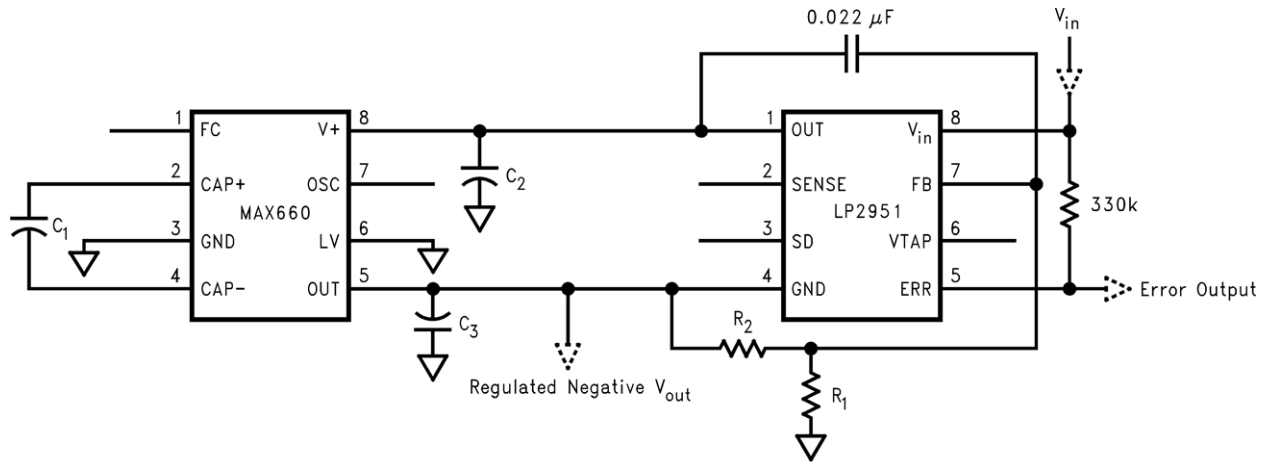 0.022 μF
V_in
1 FC V+ 8
2 CAP+ OSC 7
MAX660
3 GND LV 6
4 CAP- OUT 5
C_1
C_2
C_3
1 OUT V_in 8
2 SENSE FB 7
LP2951
3 SD VTAP 6
4 GND ERR 5
330k
Error Output
R_2
R_1
Regulated Negative V_out